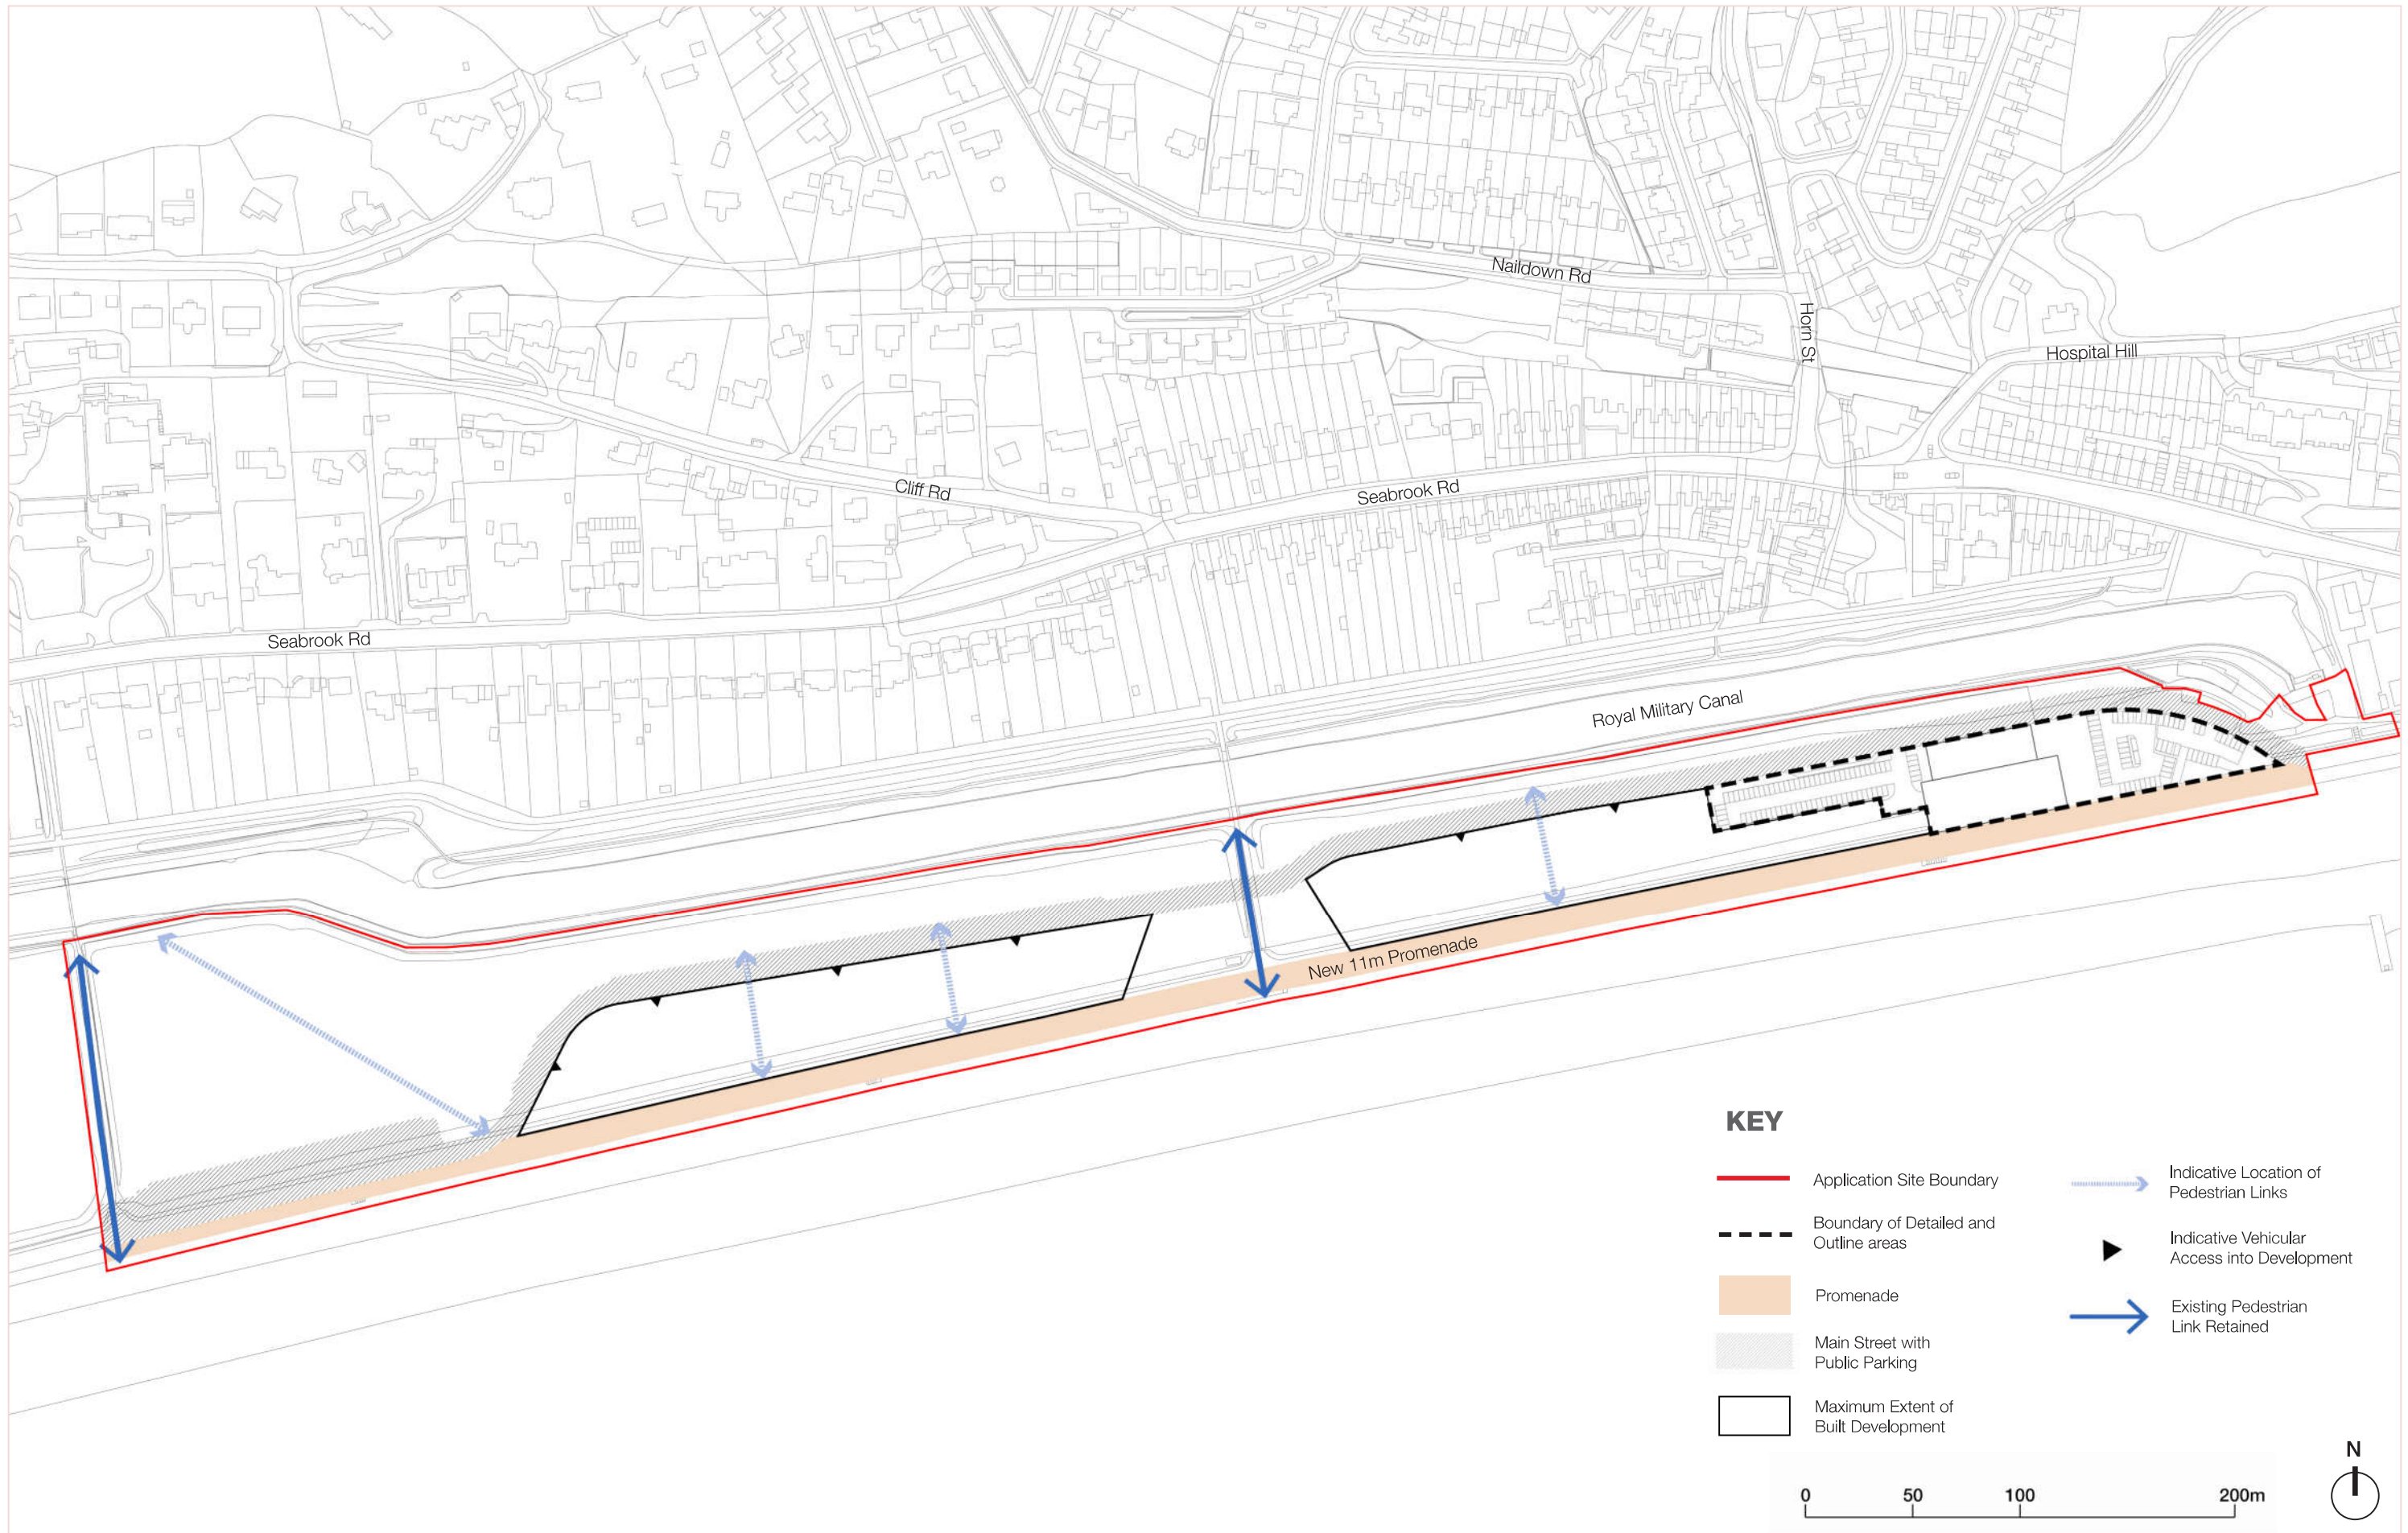 Naildown Rd
Horn St
Hospital Hill
Cliff Rd
Seabrook Rd
Seabrook Rd
Royal Military Canal
New 11m Promenade
KEY
Application Site Boundary
Boundary of Detailed and
Outline areas
Promenade
Main Street with
Public Parking
Maximum Extent of
Built Development
Indicative Location of
Pedestrian Links
Indicative Vehicular
Access into Development
Existing Pedestrian
Link Retained
N
0 50 100 200m